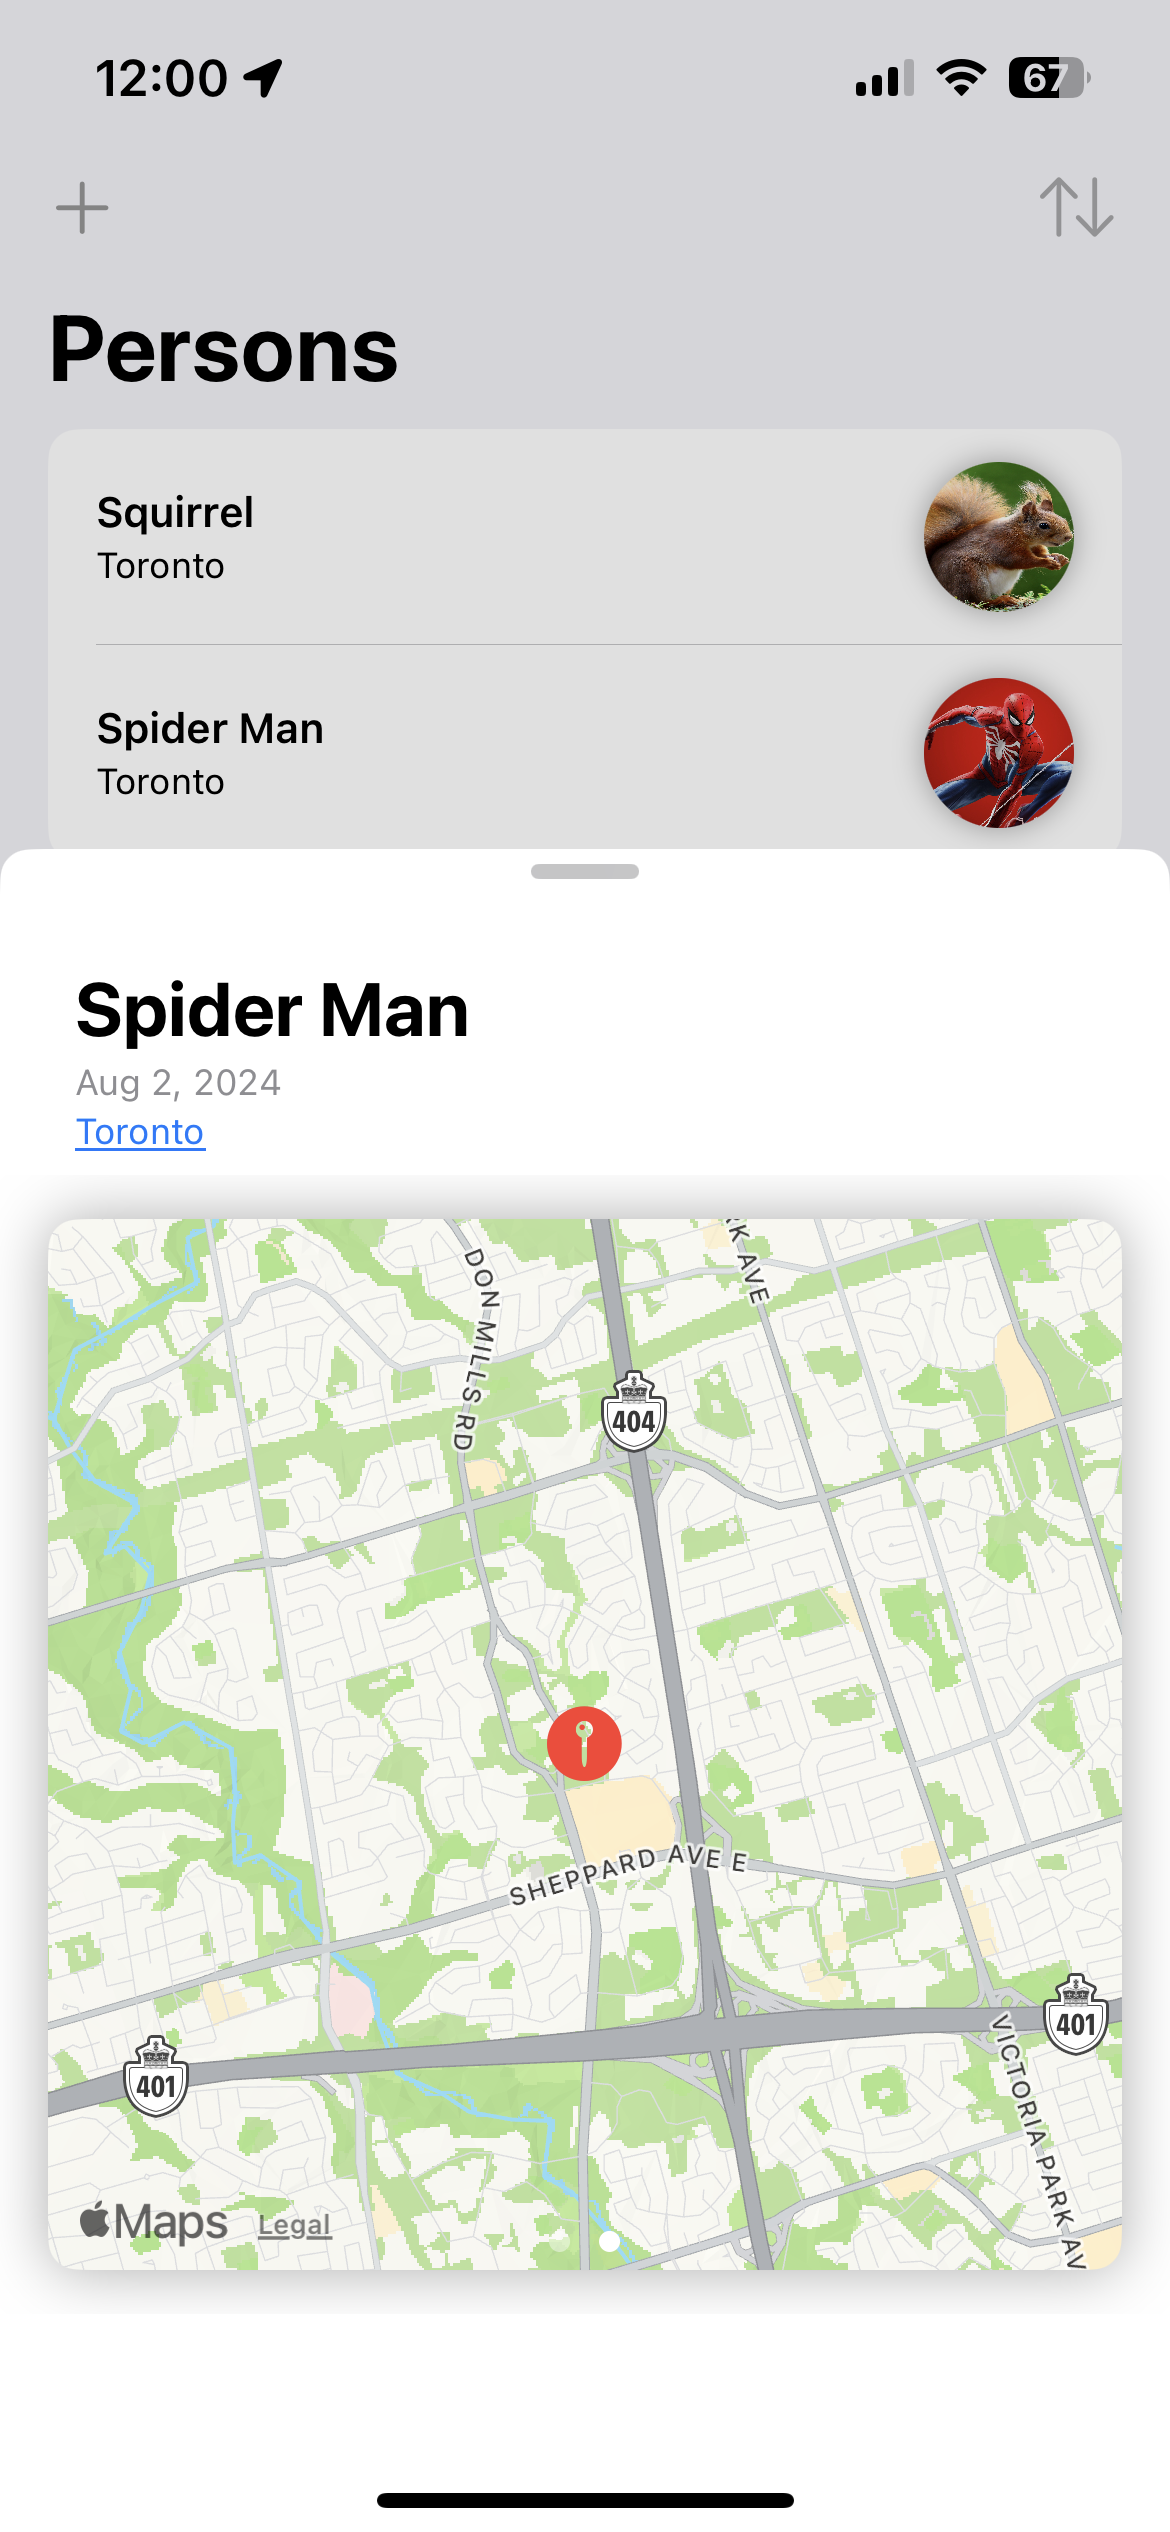 12:00
67
Persons
Squirrel
Toronto
Spider Man
Toronto
Spider Man
Aug 2, 2024
Toronto
RK AVE
DON MILLS RD
404
SHEPPARD AVE E
401
401
VICTORIA PARK AV
Maps
Legal